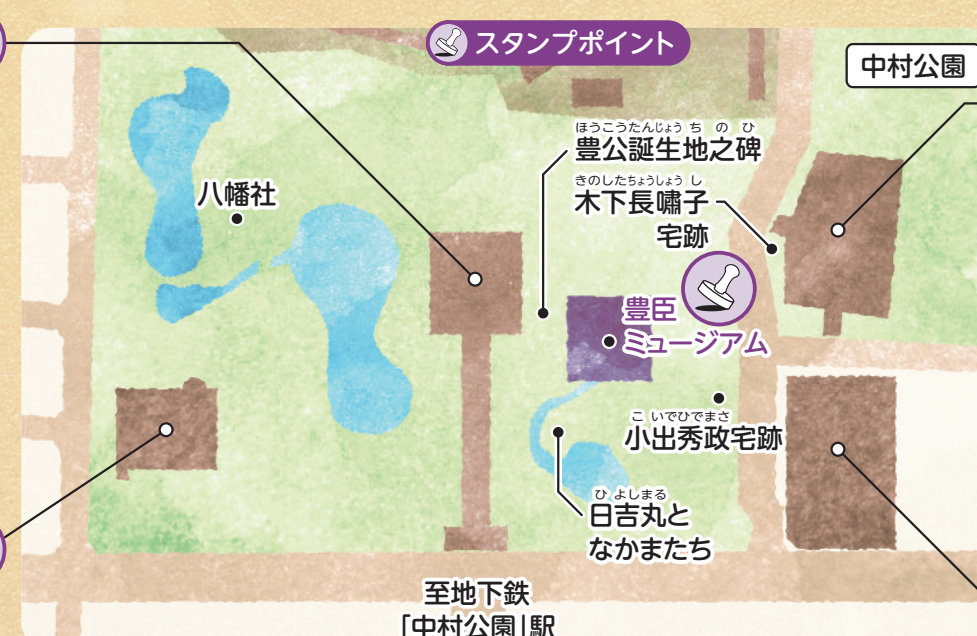 スタンプポイント
中村公園
ほうこうたんじょうちのひ
豊公誕生地之碑
きのしたちょうしょうし
木下長嘯子
宅跡
八幡社
豊臣
ミュージアム
こいでひでまさ
小出秀政宅跡
ひよしまる
日吉丸と
なかまたち
至地下鉄
「中村公園」駅